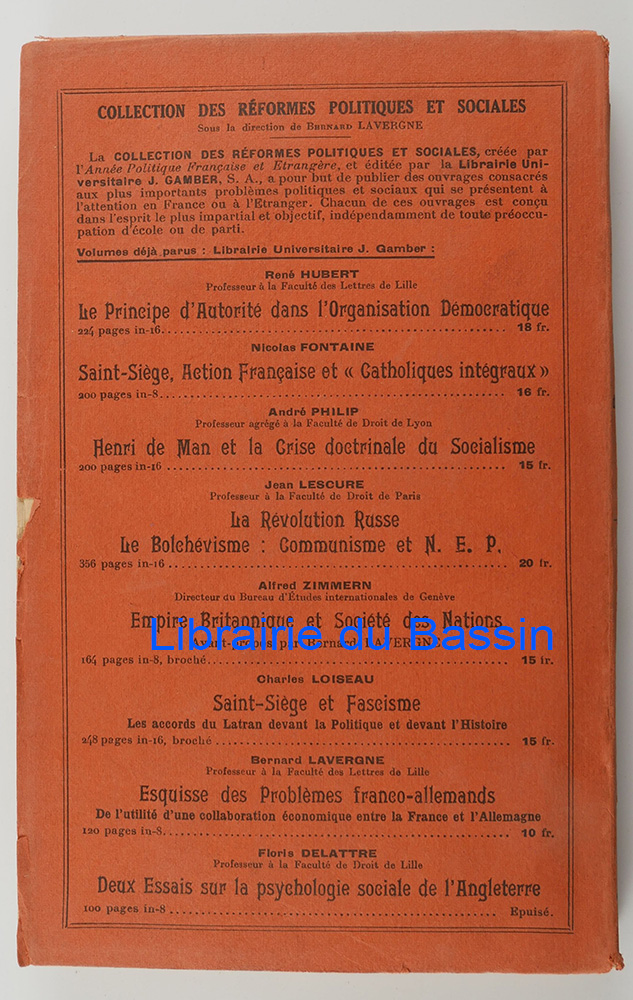 COLLECTION DES RÉFORMES POLITIQUES ET SOCIALES
Sous la direction de Bernard LAVERGNE
La COLLECTION DES RÉFORMES POLITIQUES ET SOCIALES, créée par
l'Année Politique Française et Etrangère, et éditée par la Librairie Uni-
versitaire J. GAMBER, S. A., a pour but de publier des ouvrages consacrés
aux plus importants problèmes politiques et sociaux qui se présentent à
l'attention en France ou à l'Etranger. Chacun de ces ouvrages est conçu
dans l'esprit le plus impartial et objectif, indépendamment de toute préoccu-
pation d'école ou de parti.
Volumes déjà parus : Librairie Universitaire J. Gamber :
René HUBERT
Professeur à la Faculté des Lettres de Lille
Le Principe d'Autorité dans l'Organisation Démocratique
224 pages in-16 18 fr.
Nicolas FONTAINE
Saint-Siège, Action Française et « Catholiques intégraux »
200 pages in-8 16 fr.
André PHILIP
Professeur agrégé à la Faculté de Droit de Lyon
Henri de Man et la Crise doctrinale du Socialisme
200 pages in-16 15 fr.
Jean LESCURE
Professeur à la Faculté de Droit de Paris
La Révolution Russe
Le Bolchévisme : Communisme et N. E. P.
356 pages in-16 20 fr.
Alfred ZIMMERN
Directeur du Bureau d'Études internationales de Genève
Empire Britannique et Société des Nations
Librairie du Bassin
Avant-propos par Bernard LAVERGNE
164 pages in-8, broché 15 fr.
Charles LOISEAU
Saint-Siège et Fascisme
Les accords du Latran devant la Politique et devant l'Histoire
248 pages in-16, broché 15 fr.
Bernard LAVERGNE
Professeur à la Faculté des Lettres de Lille
Esquisse des Problèmes franco-allemands
De l'utilité d'une collaboration économique entre la France et l'Allemagne
120 pages in-8 10 fr.
Floris DELATTRE
Professeur à la Faculté de Droit de Lille
Deux Essais sur la psychologie sociale de l'Angleterre
100 pages in-8 Epuisé.